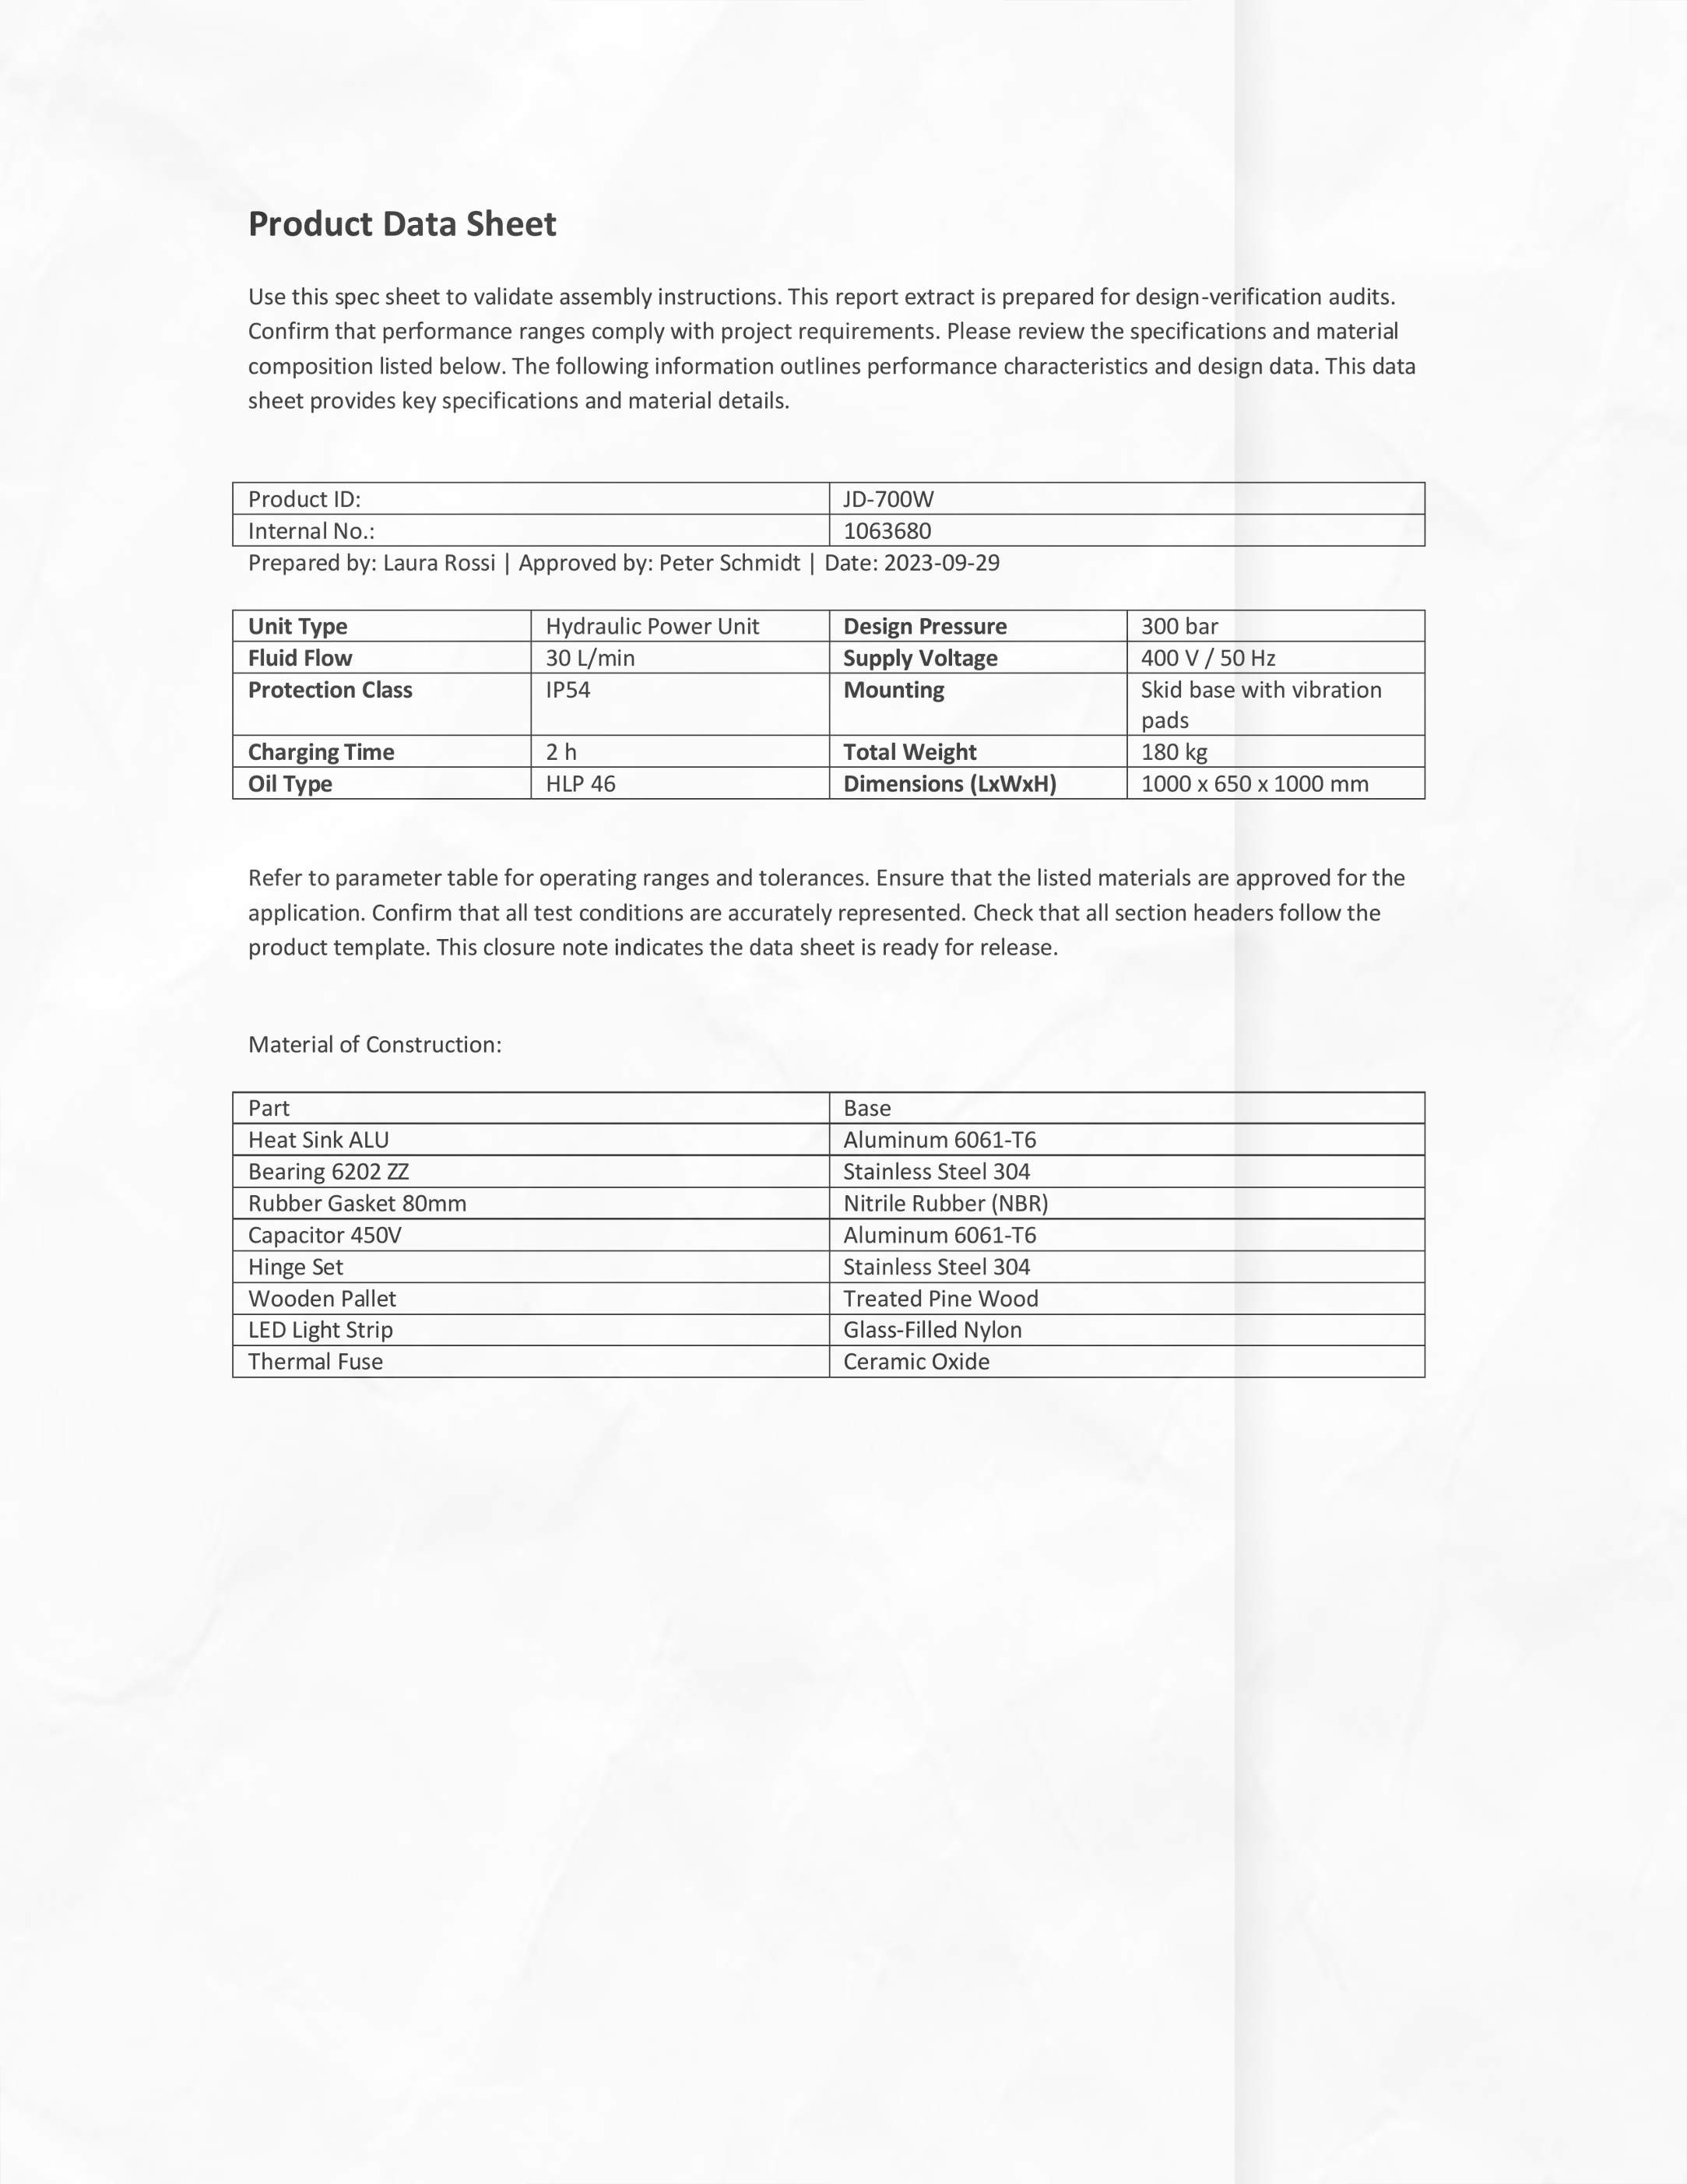 Product Data Sheet
Use this spec sheet to validate assembly instructions. This report extract is prepared for design-verification audits.
Confirm that performance ranges comply with project requirements. Please review the specifications and material
composition listed below. The following information outlines performance characteristics and design data. This data
sheet provides key specifications and material details.
Product ID: JD-700W
Internal No.: 1063680
Prepared by: Laura Rossi | Approved by: Peter Schmidt | Date: 2023-09-29
Unit Type Hydraulic Power Unit Design Pressure 300 bar
Fluid Flow 30 L/min Supply Voltage 400 V / 50 Hz
Protection Class IP54 Mounting Skid base with vibration
pads
Charging Time 2 h Total Weight 180 kg
Oil Type HLP 46 Dimensions (LxWxH) 1000 x 650 x 1000 mm
Refer to parameter table for operating ranges and tolerances. Ensure that the listed materials are approved for the
application. Confirm that all test conditions are accurately represented. Check that all section headers follow the
product template. This closure note indicates the data sheet is ready for release.
Material of Construction:
Part Base
Heat Sink ALU Aluminum 6061-T6
Bearing 6202 ZZ Stainless Steel 304
Rubber Gasket 80mm Nitrile Rubber (NBR)
Capacitor 450V Aluminum 6061-T6
Hinge Set Stainless Steel 304
Wooden Pallet Treated Pine Wood
LED Light Strip Glass-Filled Nylon
Thermal Fuse Ceramic Oxide